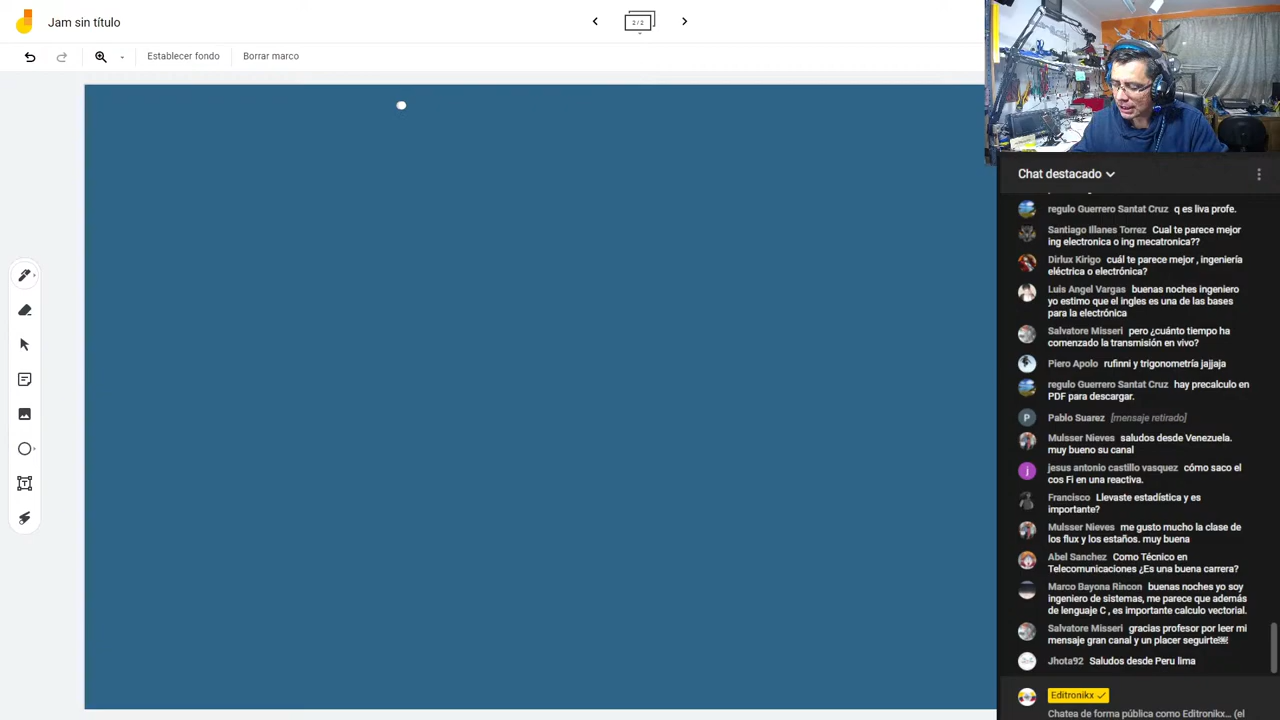 Jam sin título
2 / 2
Establecer fondo
Borrar marco
Chat destacado
regulo Guerrero Santat Cruz q es liva profe.
Santiago Illanes Torrez Cual te parece mejor
ing electronica o ing mecatronica??
Dirlux Kirigo cuál te parece mejor , ingeniería
eléctrica o electrónica?
Luis Angel Vargas buenas noches ingeniero
yo estimo que el ingles es una de las bases
para la electrónica
Salvatore Misseri pero ¿cuánto tiempo ha
comenzado la transmisión en vivo?
Piero Apolo rufinni y trigonometría jajjaja
regulo Guerrero Santat Cruz hay precalculo en
PDF para descargar.
P Pablo Suarez [mensaje retirado]
Mulsser Nieves saludos desde Venezuela.
muy bueno su canal
j jesus antonio castillo vasquez cómo saco el
cos Fi en una reactiva.
Francisco Llevaste estadística y es
importante?
Mulsser Nieves me gusto mucho la clase de
los flux y los estaños. muy buena
Abel Sanchez Como Técnico en
Telecomunicaciones ¿Es una buena carrera?
Marco Bayona Rincon buenas noches yo soy
ingeniero de sistemas, me parece que además
de lenguaje C , es importante calculo vectorial.
Salvatore Misseri gracias profesor por leer mi
mensaje gran canal y un placer seguirte
Jhota92 Saludos desde Peru lima
Editronikx
Chatea de forma pública como Editronikx... (el